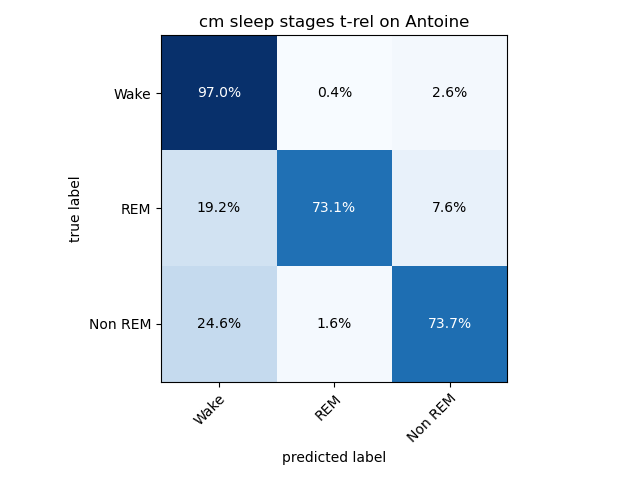 cm sleep stages t-rel on Antoine
Wake 97.0% 0.4% 2.6%
true label
REM 19.2% 73.1% 7.6%
Non REM 24.6% 1.6% 73.7%
Wake REM Non REM
predicted label